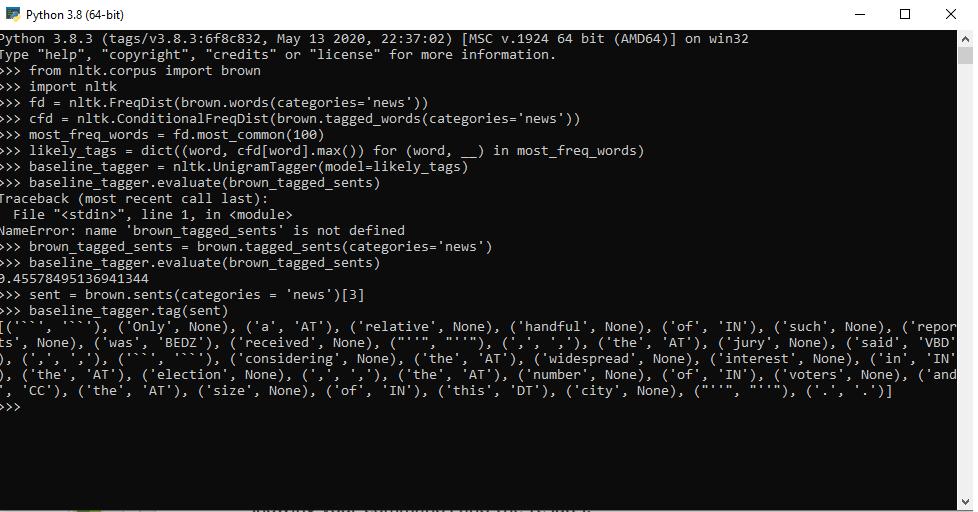 Python 3.8 (64-bit)
Python 3.8.3 (tags/v3.8.3:6f8c832, May 13 2020, 22:37:02) [MSC v.1924 64 bit (AMD64)] on win32
Type "help", "copyright", "credits" or "license" for more information.
>>> from nltk.corpus import brown
>>> import nltk
>>> fd = nltk.FreqDist(brown.words(categories='news'))
>>> cfd = nltk.ConditionalFreqDist(brown.tagged_words(categories='news'))
>>> most_freq_words = fd.most_common(100)
>>> likely_tags = dict((word, cfd[word].max()) for (word, __) in most_freq_words)
>>> baseline_tagger = nltk.UnigramTagger(model=likely_tags)
>>> baseline_tagger.evaluate(brown_tagged_sents)
Traceback (most recent call last):
  File "<stdin>", line 1, in <module>
NameError: name 'brown_tagged_sents' is not defined
>>> brown_tagged_sents = brown.tagged_sents(categories='news')
>>> baseline_tagger.evaluate(brown_tagged_sents)
0.45578495136941344
>>> sent = brown.sents(categories = 'news')[3]
>>> baseline_tagger.tag(sent)
[('``', '``'), ('Only', None), ('a', 'AT'), ('relative', None), ('handful', None), ('of', 'IN'), ('such', None), ('repor
ts', None), ('was', 'BEDZ'), ('received', None), ("''", "''"), (',', ','), ('the', 'AT'), ('jury', None), ('said', 'VBD'
), (',', ','), ('``', '``'), ('considering', None), ('the', 'AT'), ('widespread', None), ('interest', None), ('in', 'IN'
), ('the', 'AT'), ('election', None), (',', ','), ('the', 'AT'), ('number', None), ('of', 'IN'), ('voters', None), ('and
', 'CC'), ('the', 'AT'), ('size', None), ('of', 'IN'), ('this', 'DT'), ('city', None), ("''", "''"), ('.', '.')]
>>>